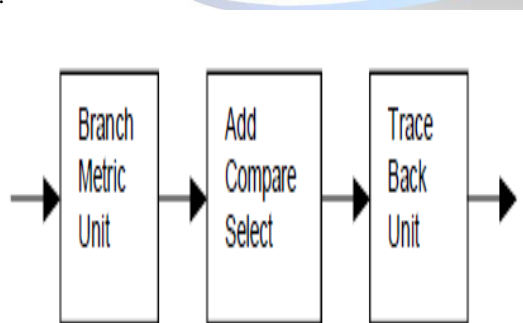 Branch
Metric
Unit
Add
Compare
Select
Trace
Back
Unit